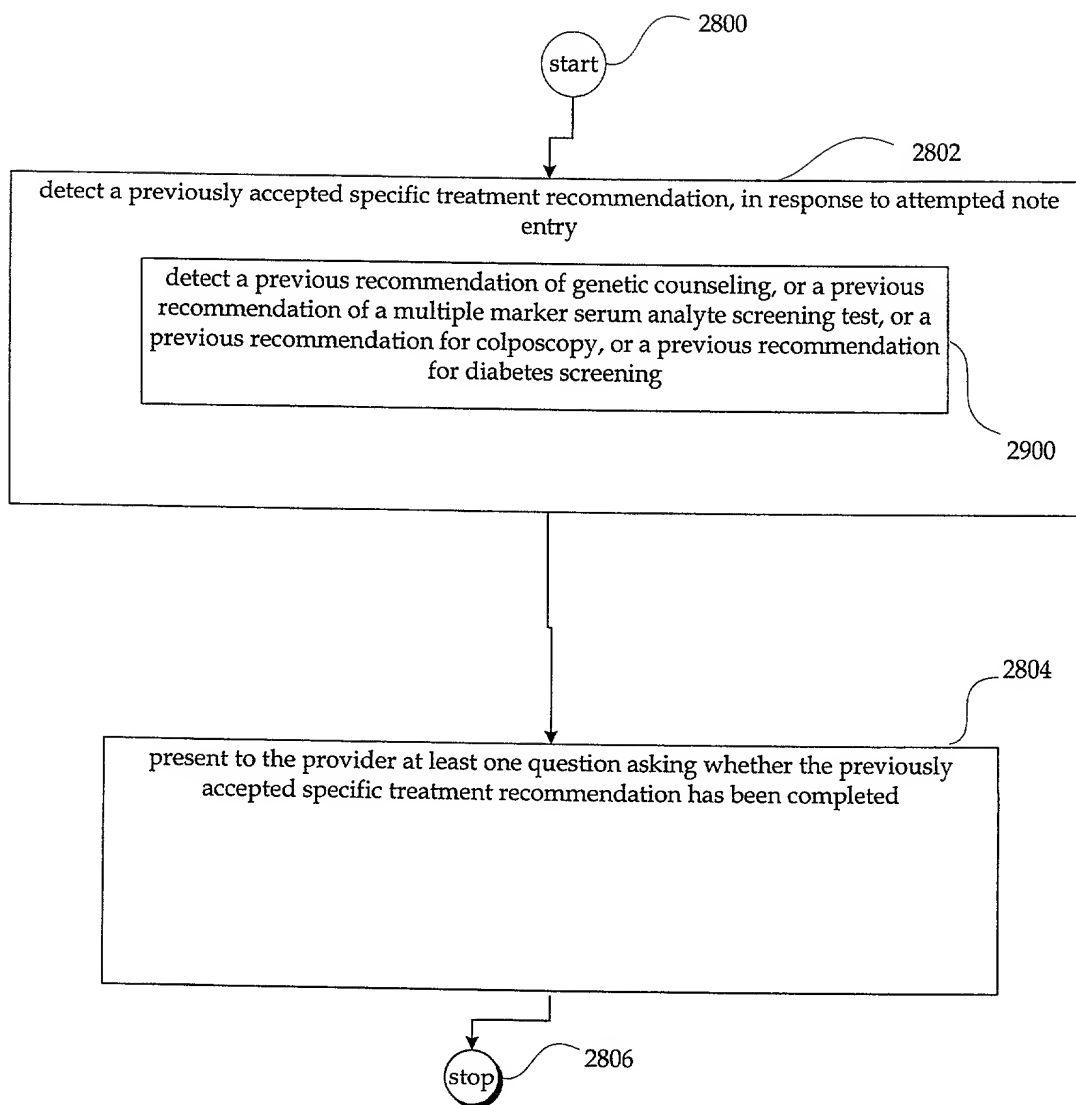 2800
start
2802
detect a previously accepted specific treatment recommendation, in response to attempted note
entry
detect a previous recommendation of genetic counseling, or a previous
recommendation of a multiple marker serum analyte screening test, or a
previous recommendation for colposcopy, or a previous recommendation
for diabetes screening
2900
2804
present to the provider at least one question asking whether the previously
accepted specific treatment recommendation has been completed
stop
2806